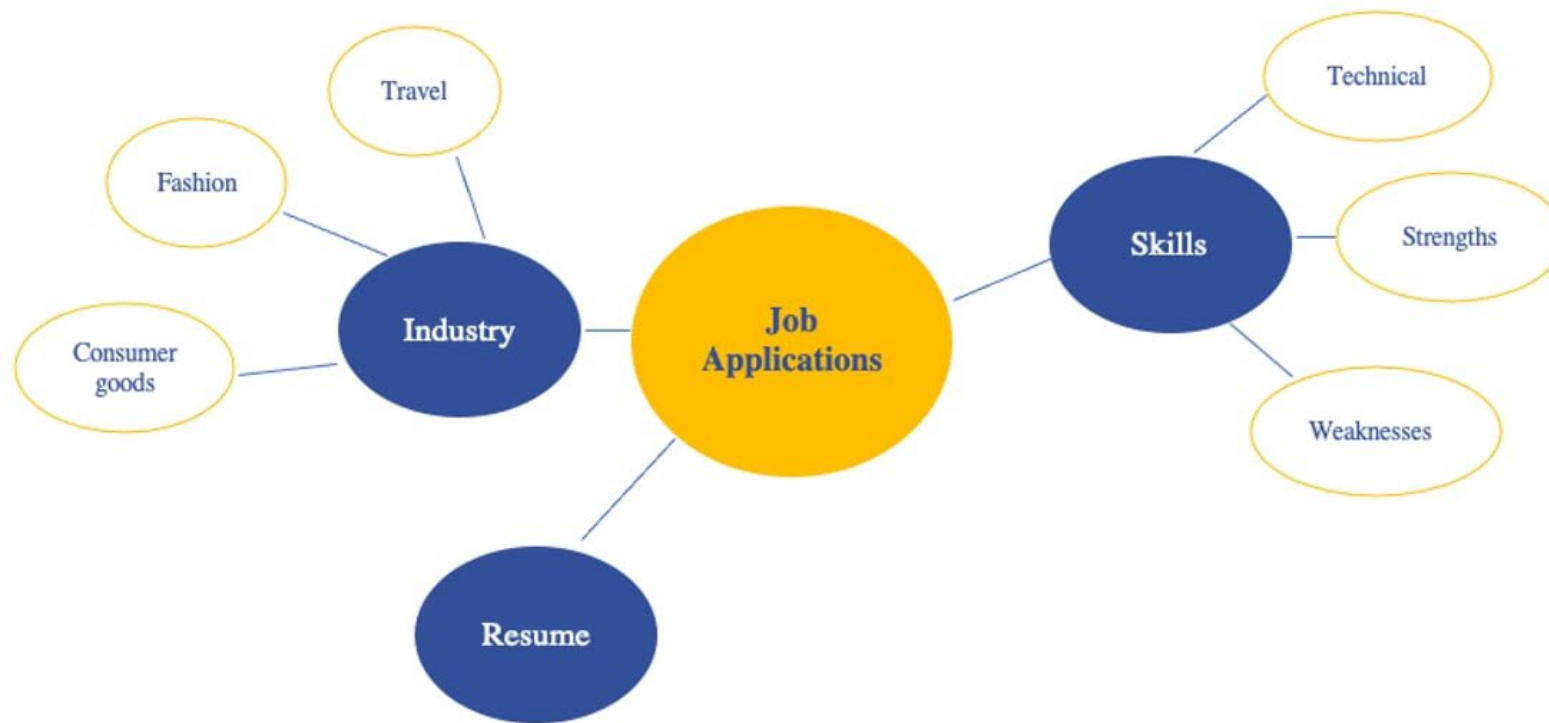 Travel
Technical
Fashion
Strengths
Skills
Industry
Job
Applications
Consumer
goods
Weaknesses
Resume